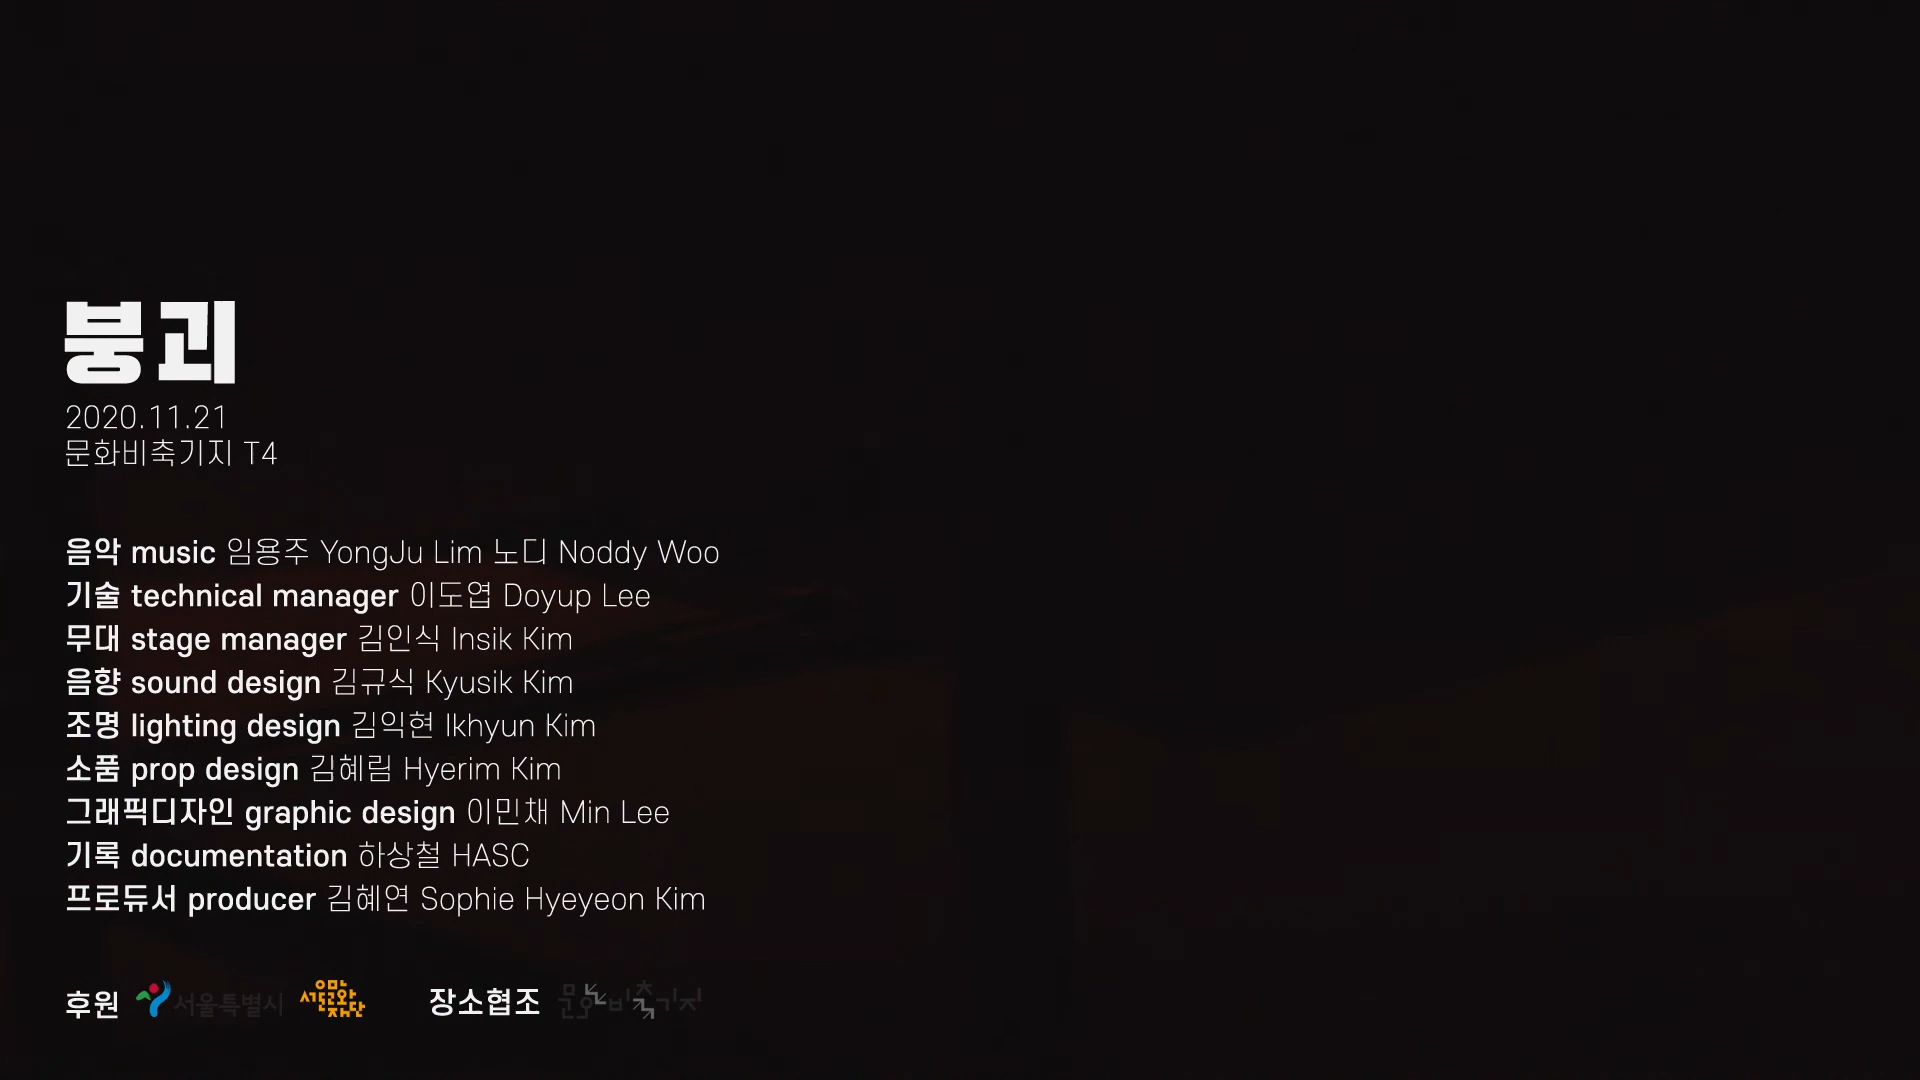 붕괴
2020.11.21
문화비축기지 T4
음악 music 임용주 YongJu Lim 노디 Noddy Woo
기술 technical manager 이도엽 Doyup Lee
무대 stage manager 김인식 Insik Kim
음향 sound design 김규식 Kyusik Kim
조명 lighting design 김익현 Ikhyun Kim
소품 prop design 김혜림 Hyerim Kim
그래픽디자인 graphic design 이민채 Min Lee
기록 documentation 하상철 HASC
프로듀서 producer 김혜연 Sophie Hyeyeon Kim
후원 서울특별시 서울문화재단 장소협조 문화비축기지